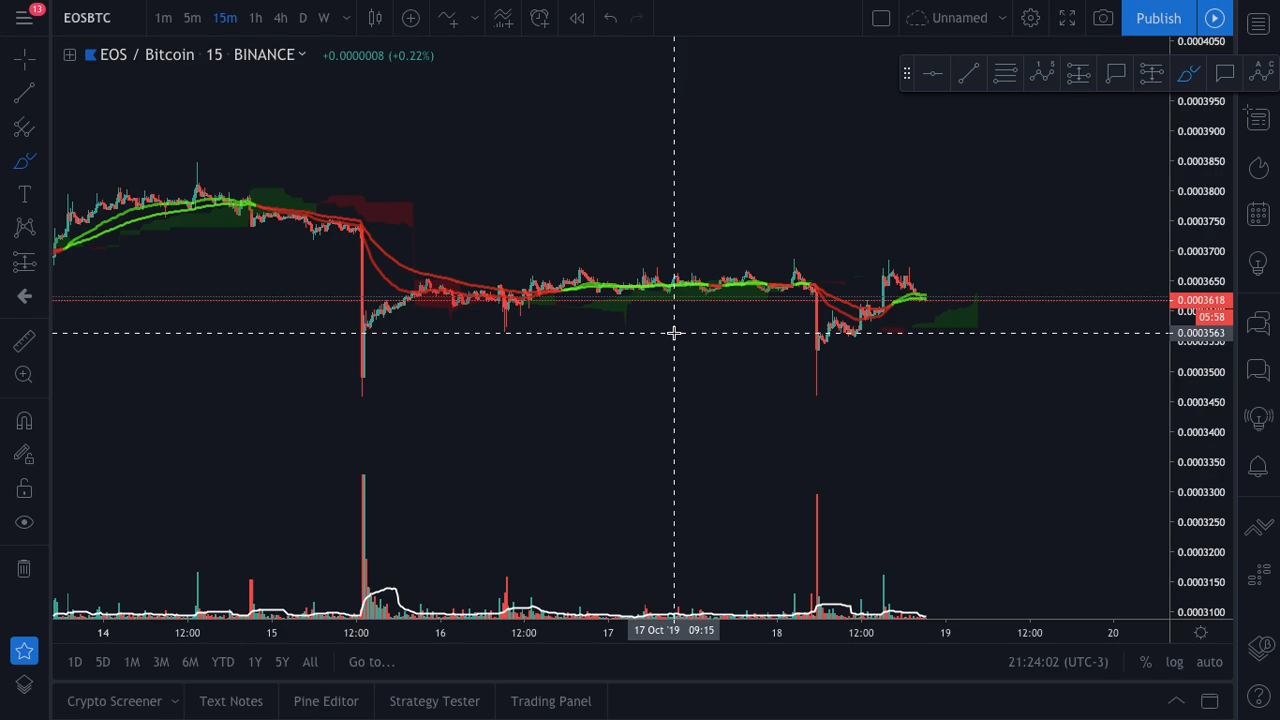 13
EOSBTC
1m 5m 15m 1h 4h D W
Unnamed
Publish
EOS / Bitcoin 15 BINANCE
+0.0000008 (+0.22%)
0.0004050
0.0003950
0.0003900
0.0003850
0.0003800
0.0003750
0.0003700
0.0003650
0.0003618
05:58
0.0003563
0.0003500
0.0003450
0.0003400
0.0003350
0.0003300
0.0003250
0.0003200
0.0003150
0.0003100
14 12:00 15 12:00 16 12:00 17 17 Oct '19 09:15 18 12:00 19 12:00 20
1D 5D 1M 3M 6M YTD 1Y 5Y All Go to...
21:24:02 (UTC-3) % log auto
Crypto Screener Text Notes Pine Editor Strategy Tester Trading Panel